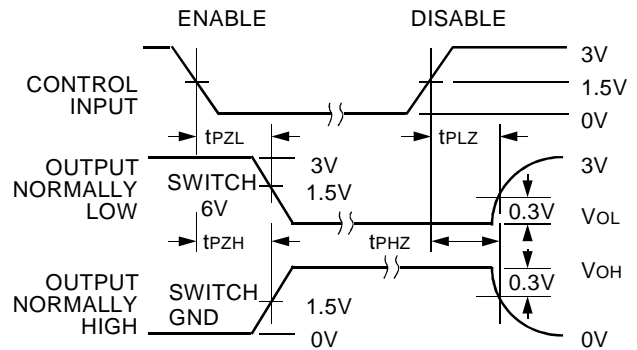 ENABLE DISABLE
3V
CONTROL
INPUT
1.5V
0V
tPZL tPLZ
OUTPUT
NORMALLY
LOW
SWITCH
6V
3V
1.5V
3V
0.3V
VOL
tPZH tPHZ
OUTPUT
NORMALLY
HIGH
SWITCH
GND
1.5V
0V
VOH
0.3V
0V